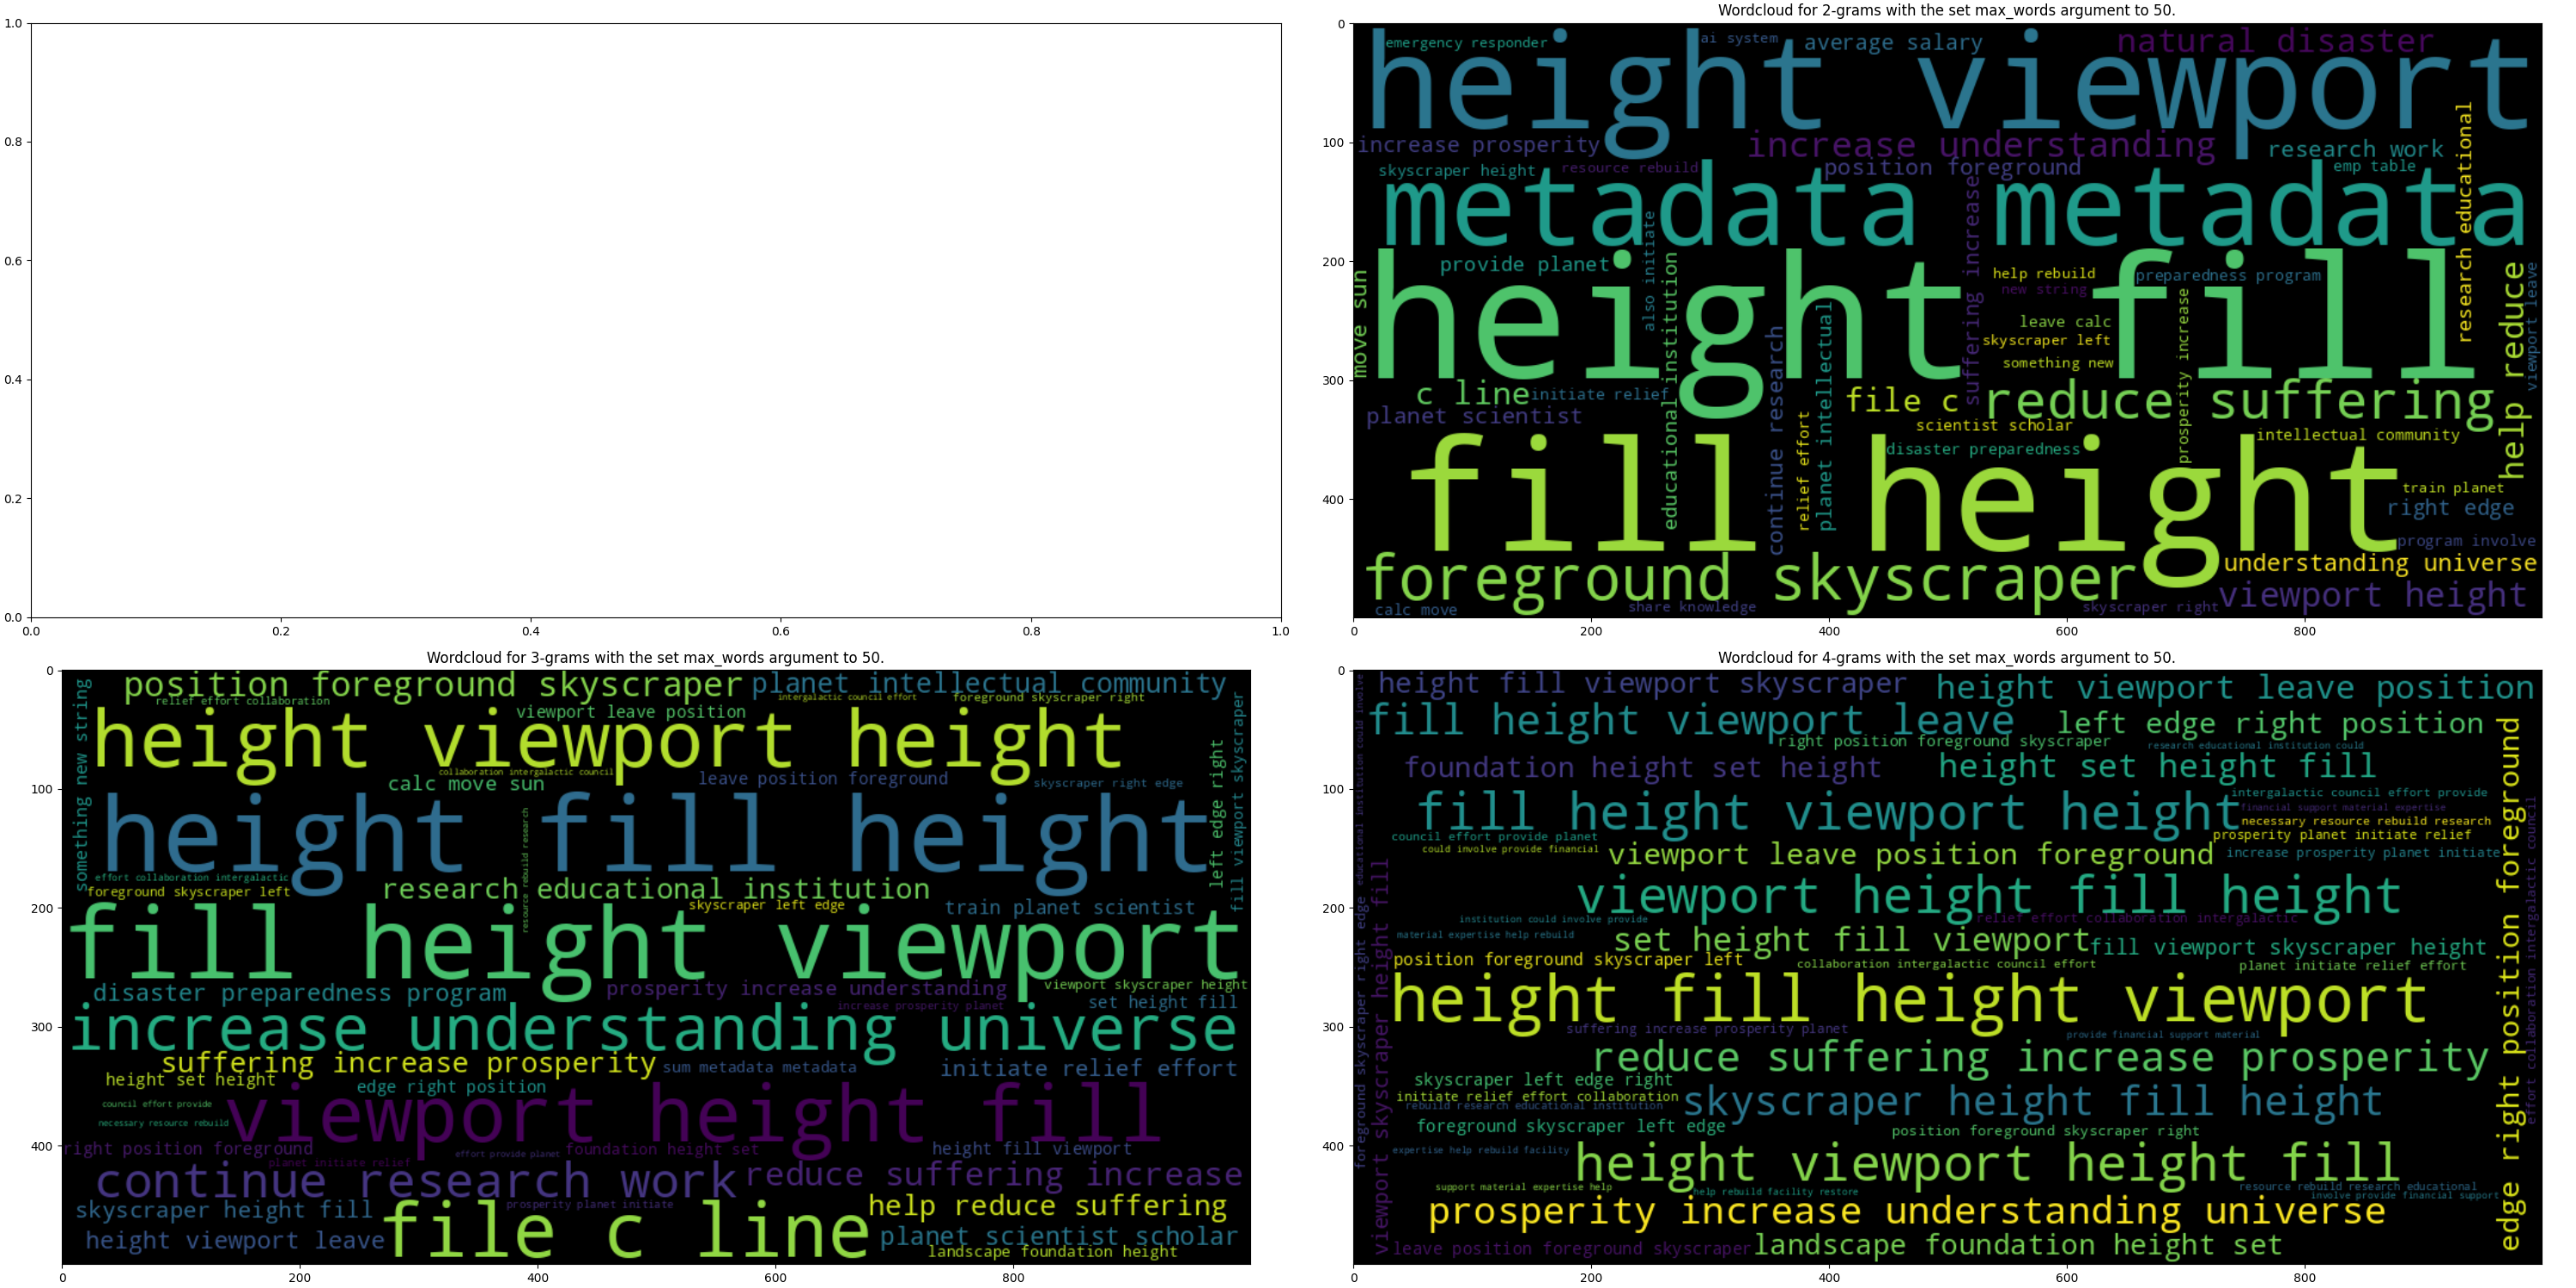 1.0
0.8
0.6
0.4
0.2
0.0
0.0 0.2 0.4 0.6 0.8 1.0
Wordcloud for 2-grams with the set max_words argument to 50.
0
100
200
300
400
0 200 400 600 800
emergency responder
ai system
average salary
natural disaster
height viewport
increase prosperity
increase understanding
research work
skyscraper height
resource rebuild
position foreground
emp table
metadata metadata
research educational
suffering increase
also initiate
provide planet
height fill
help rebuild
preparedness program
new string
move sun
educational institution
leave calc
skyscraper left
something new
prosperity increase
help reduce
viewport leave
c line
initiate relief
planet scientist
continue research
planet intellectual
relief effort
file c
reduce suffering
scientist scholar
intellectual community
disaster preparedness
fill height
train planet
right edge
program involve
understanding universe
foreground skyscraper
viewport height
calc move
share knowledge
skyscraper right
Wordcloud for 3-grams with the set max_words argument to 50.
0
100
200
300
400
0 200 400 600 800
position foreground skyscraper
planet intellectual community
relief effort collaboration
intergalactic council effort
foreground skyscraper right
something new string
viewport leave position
height viewport height
collaboration intergalactic council
calc move sun
leave position foreground
skyscraper right edge
left edge right
fill viewport skyscraper
height fill height
resource rebuild research
effort collaboration intergalactic
foreground skyscraper left
research educational institution
skyscraper left edge
train planet scientist
fill height viewport
disaster preparedness program
prosperity increase understanding
viewport skyscraper height
increase prosperity planet
set height fill
increase understanding universe
suffering increase prosperity
sum metadata metadata
initiate relief effort
height set height
edge right position
council effort provide
necessary resource rebuild
viewport height fill
right position foreground
effort provide planet
foundation height set
height fill viewport
planet initiate relief
continue research work
reduce suffering increase
skyscraper height fill
prosperity planet initiate
help reduce suffering
file c line
height viewport leave
planet scientist scholar
landscape foundation height
Wordcloud for 4-grams with the set max_words argument to 50.
0
100
200
300
400
0 200 400 600 800
educational institution could involve
height fill viewport skyscraper
height viewport leave position
fill height viewport leave
left edge right position
right position foreground skyscraper
research educational institution could
foundation height set height
height set height fill
fill height viewport height
intergalactic council effort provide
financial support material expertise
necessary resource rebuild research
council effort provide planet
prosperity planet initiate relief
could involve provide financial
viewport leave position foreground
increase prosperity planet initiate
viewport height fill height
institution could involve provide
relief effort collaboration intergalactic
material expertise help rebuild
set height fill viewport
fill viewport skyscraper height
position foreground skyscraper left
collaboration intergalactic council effort
planet initiate relief effort
height fill height viewport
suffering increase prosperity planet
provide financial support material
reduce suffering increase prosperity
skyscraper left edge right
initiate relief effort collaboration
rebuild research educational institution
skyscraper height fill height
foreground skyscraper left edge
position foreground skyscraper right
expertise help rebuild facility
height viewport height fill
support material expertise help
help rebuild facility restore
resource rebuild research educational
involve provide financial support
prosperity increase understanding universe
leave position foreground skyscraper
landscape foundation height set
foreground skyscraper right edge
viewport skyscraper height fill
edge right position foreground
effort collaboration intergalactic council